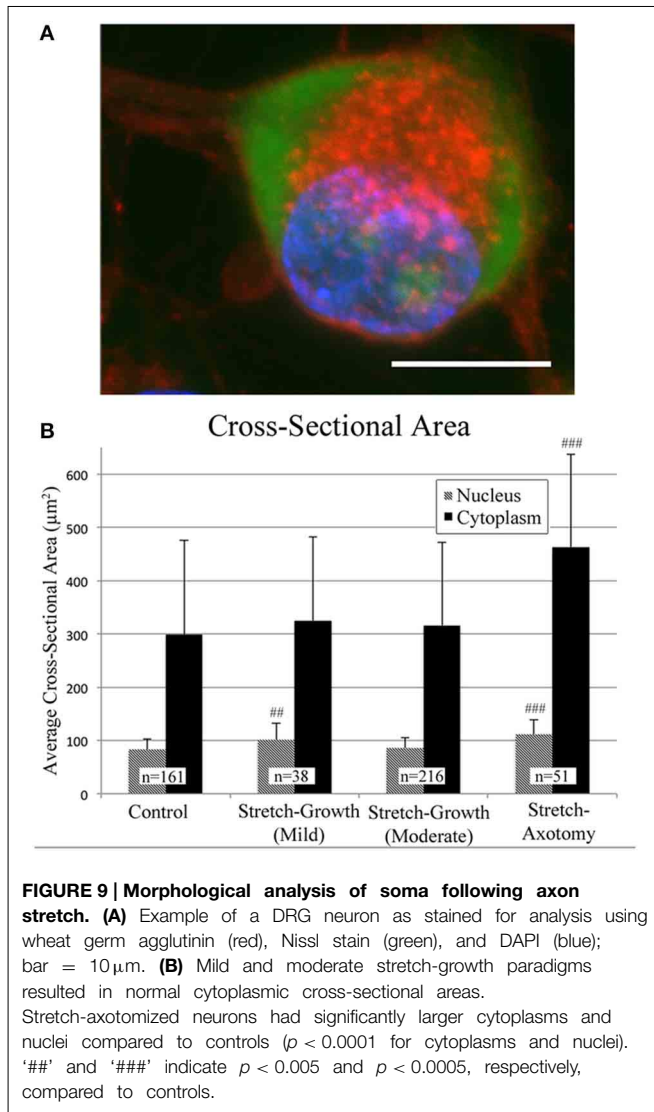 A
B
Cross-Sectional Area
Average Cross-Sectional Area (µm²)
600
500
400
300
200
100
0
Nucleus
Cytoplasm
##
###
###
n=161
n=38
n=216
n=51
Control
Stretch-Growth
(Mild)
Stretch-Growth
(Moderate)
Stretch-
Axotomy
FIGURE 9 | Morphological analysis of soma following axon
stretch. (A) Example of a DRG neuron as stained for analysis using
wheat germ agglutinin (red), Nissl stain (green), and DAPI (blue);
bar = 10 µm. (B) Mild and moderate stretch-growth paradigms
resulted in normal cytoplasmic cross-sectional areas.
Stretch-axotomized neurons had significantly larger cytoplasms and
nuclei compared to controls (p < 0.0001 for cytoplasms and nuclei).
‘##’ and ‘###’ indicate p < 0.005 and p < 0.0005, respectively,
compared to controls.